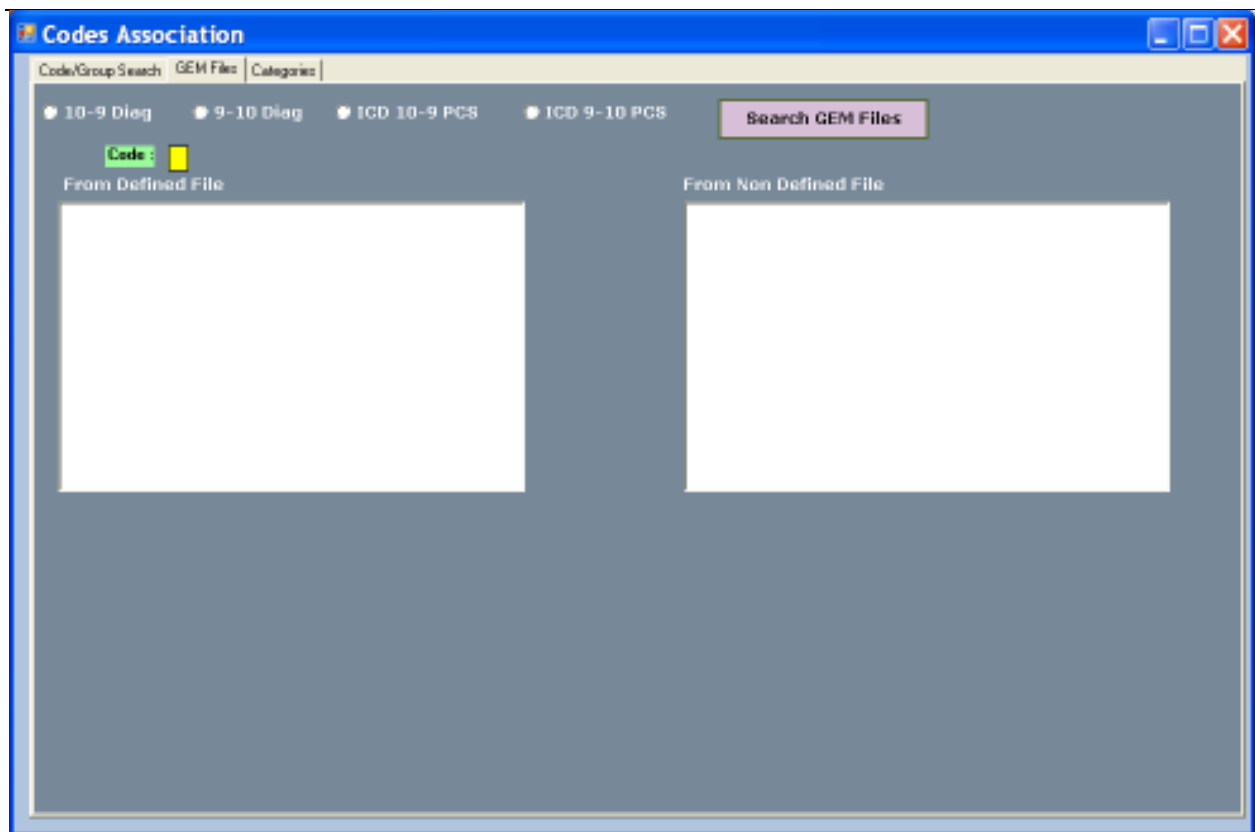 Codes Association
Code/Group Search GEM Files Categories
10-9 Diag 9-10 Diag ICD 10-9 PCS ICD 9-10 PCS Search GEM Files
Code :
From Defined File From Non Defined File